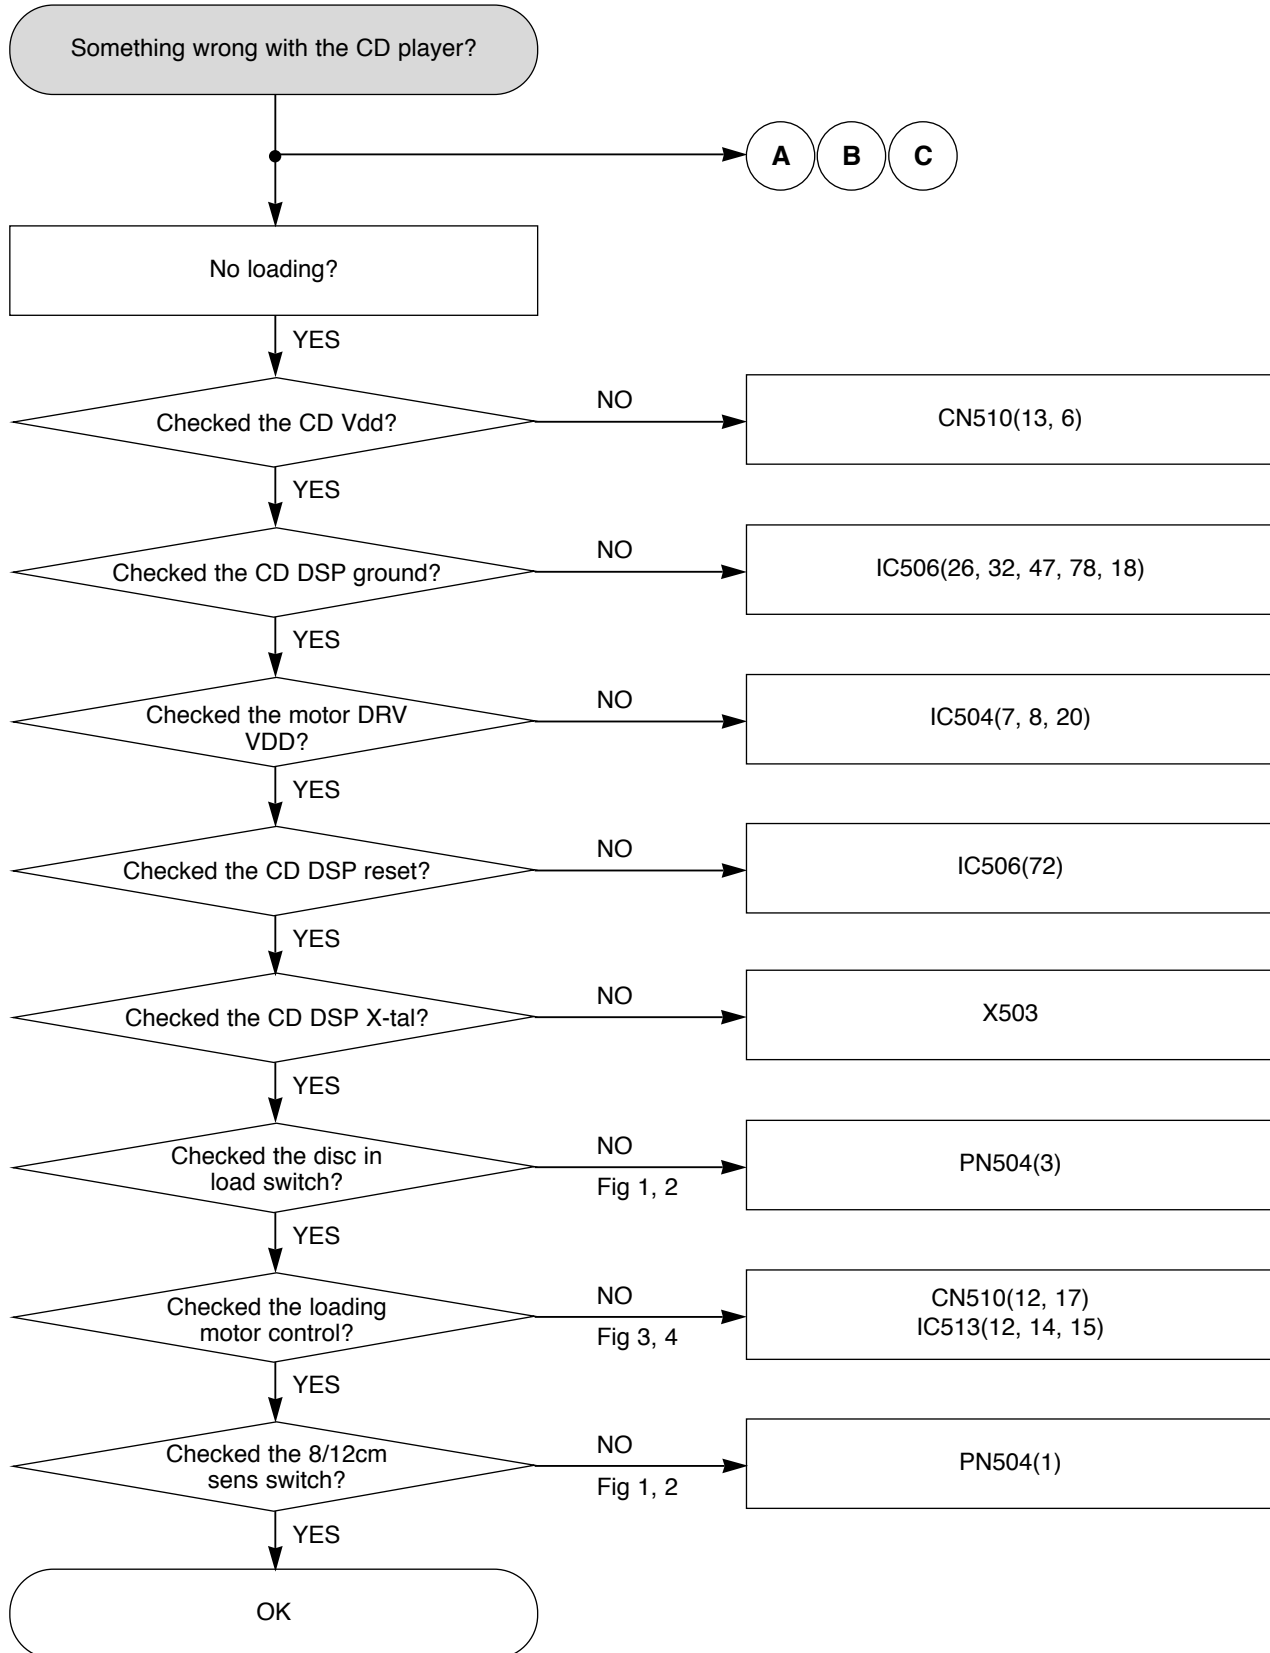 Something wrong with the CD player?
A B C
No loading?
YES
Checked the CD Vdd?
NO
CN510(13, 6)
YES
Checked the CD DSP ground?
NO
IC506(26, 32, 47, 78, 18)
YES
Checked the motor DRV
VDD?
NO
IC504(7, 8, 20)
YES
Checked the CD DSP reset?
NO
IC506(72)
YES
Checked the CD DSP X-tal?
NO
X503
YES
Checked the disc in
load switch?
NO
Fig 1, 2
PN504(3)
YES
Checked the loading
motor control?
NO
Fig 3, 4
CN510(12, 17)
IC513(12, 14, 15)
YES
Checked the 8/12cm
sens switch?
NO
Fig 1, 2
PN504(1)
YES
OK